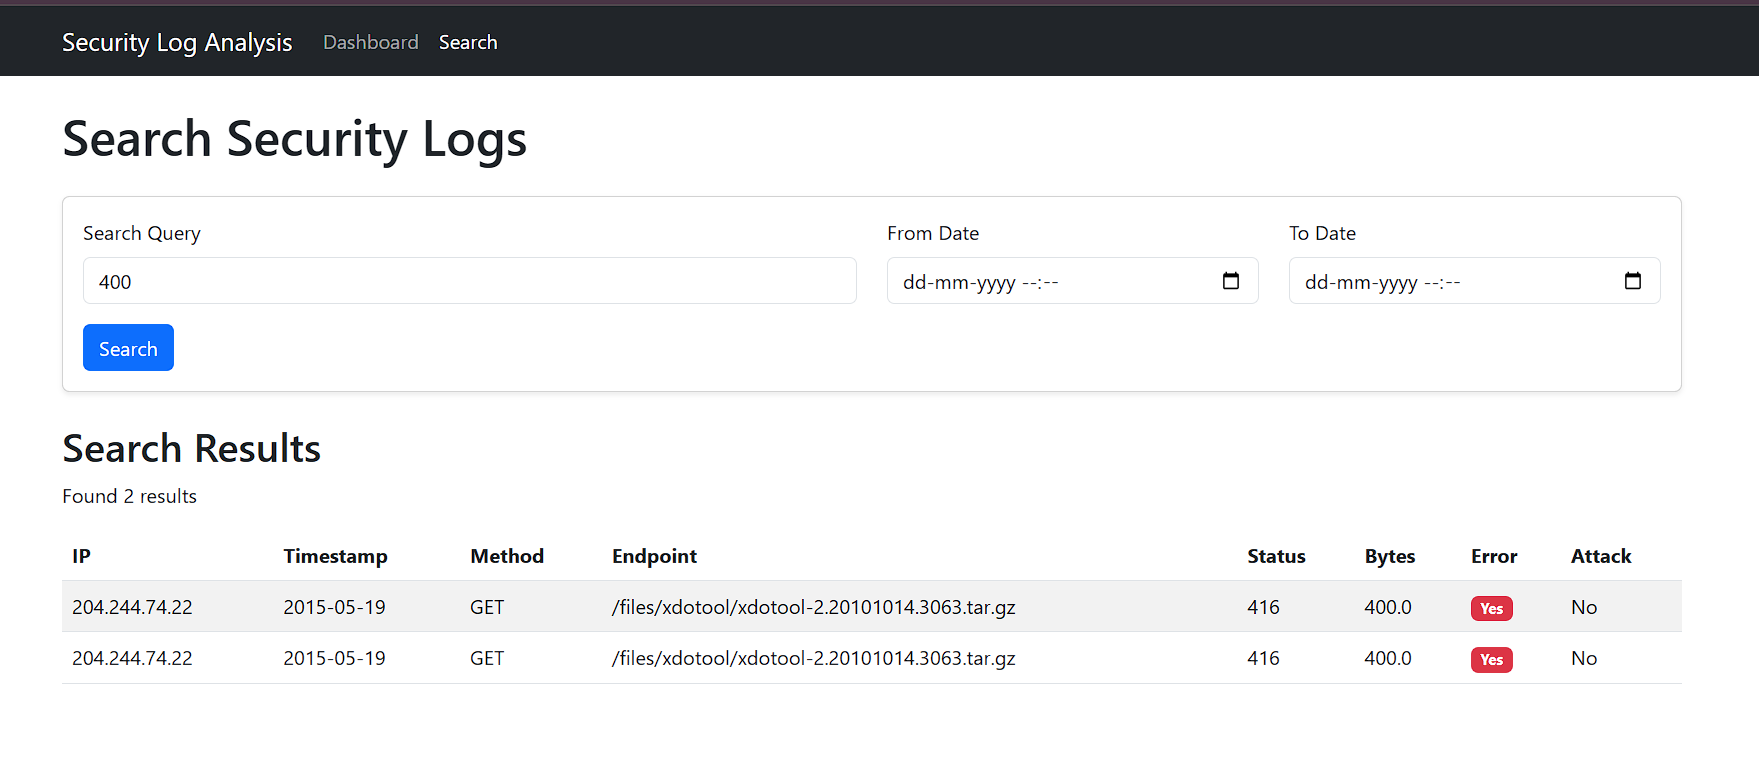 Security Log Analysis Dashboard Search
Search Security Logs
Search Query From Date To Date
400 dd-mm-yyyy --:-- dd-mm-yyyy --:--
Search
Search Results
Found 2 results
IP Timestamp Method Endpoint Status Bytes Error Attack
204.244.74.22 2015-05-19 GET /files/xdotool/xdotool-2.20101014.3063.tar.gz 416 400.0 Yes No
204.244.74.22 2015-05-19 GET /files/xdotool/xdotool-2.20101014.3063.tar.gz 416 400.0 Yes No